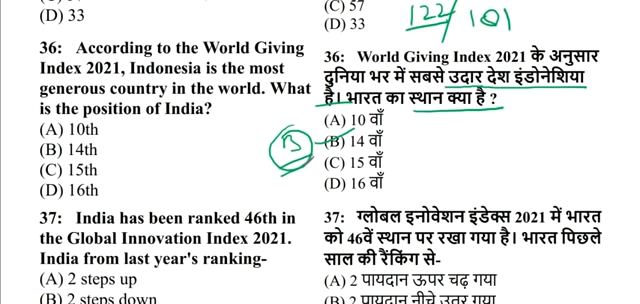 (D) 33
36: According to the World Giving
Index 2021, Indonesia is the most
generous country in the world. What
is the position of India?
(A) 10th
(B) 14th
(C) 15th
(D) 16th
37: India has been ranked 46th in
the Global Innovation Index 2021.
India from last year's ranking-
(A) 2 steps up
(B) 2 steps down
(C) 57
(D) 33
122/101
36: World Giving Index 2021 के अनुसार
दुनिया भर में सबसे उदार देश इंडोनेशिया
है। भारत का स्थान क्या है ?
(A) 10 वाँ
B
(B) 14 वाँ
(C) 15 वाँ
(D) 16 वाँ
37: ग्लोबल इनोवेशन इंडेक्स 2021 में भारत
को 46वें स्थान पर रखा गया है। भारत पिछले
साल की रैंकिंग से-
(A) 2 पायदान ऊपर चढ़ गया
(B) 2 पायदान नीचे उतर गया